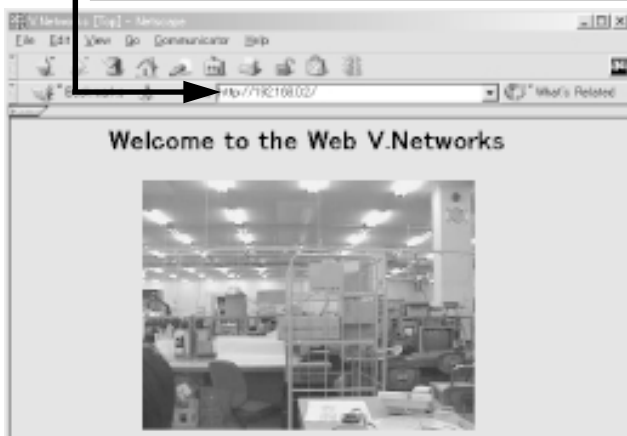 V.Networks [Top] - Netscape
File Edit View Go Communicator Help
Bookmarks
http://192.168.0.2/
What's Related
Welcome to the Web V.Networks